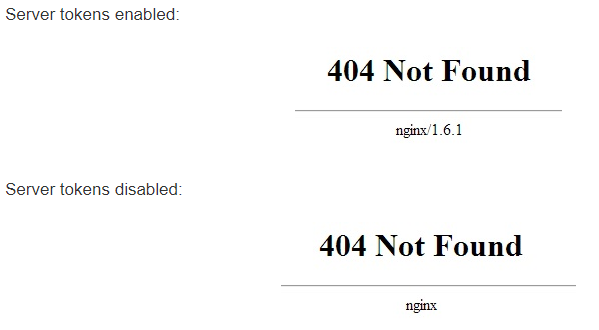 Server tokens enabled:
404 Not Found
nginx/1.6.1
Server tokens disabled:
404 Not Found
nginx